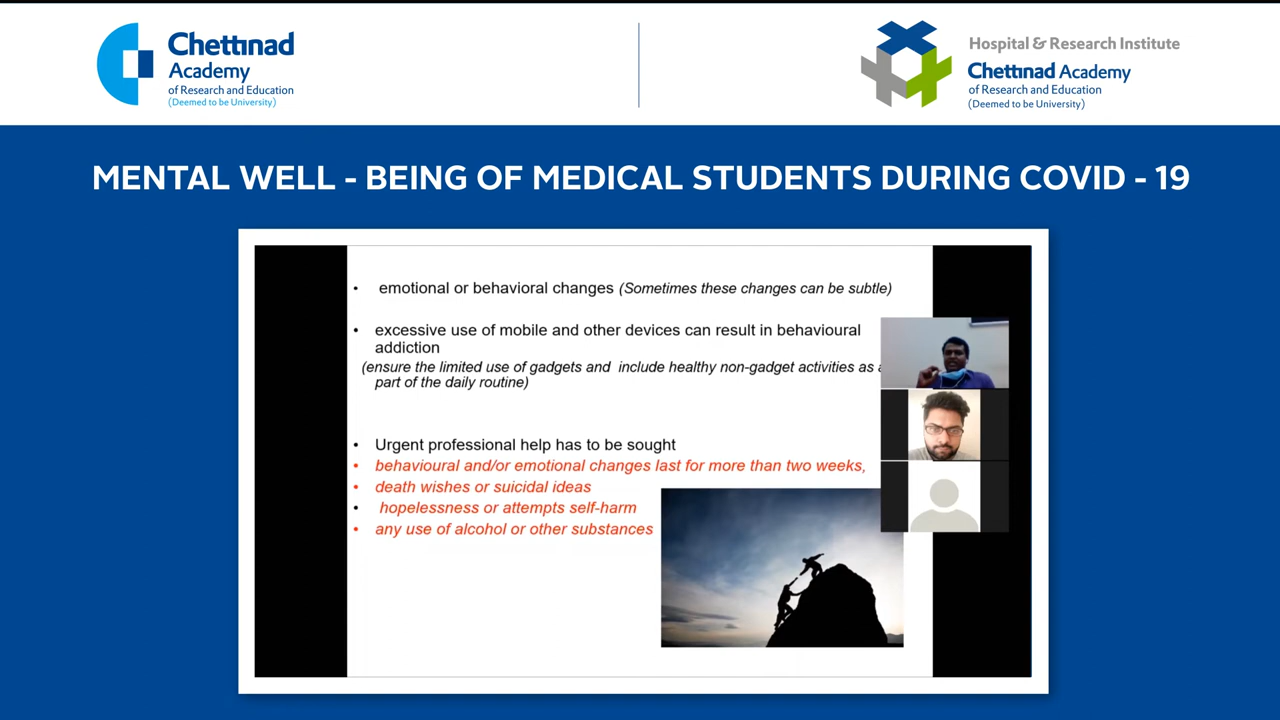 Chettinad
Academy
of Research and Education
(Deemed to be University)
Hospital & Research Institute
Chettinad Academy
of Research and Education
(Deemed to be University)
MENTAL WELL - BEING OF MEDICAL STUDENTS DURING COVID - 19
• emotional or behavioral changes (Sometimes these changes can be subtle)
• excessive use of mobile and other devices can result in behavioural
addiction
(ensure the limited use of gadgets and include healthy non-gadget activities as
part of the daily routine)
• Urgent professional help has to be sought
• behavioural and/or emotional changes last for more than two weeks,
• death wishes or suicidal ideas
• hopelessness or attempts self-harm
• any use of alcohol or other substances